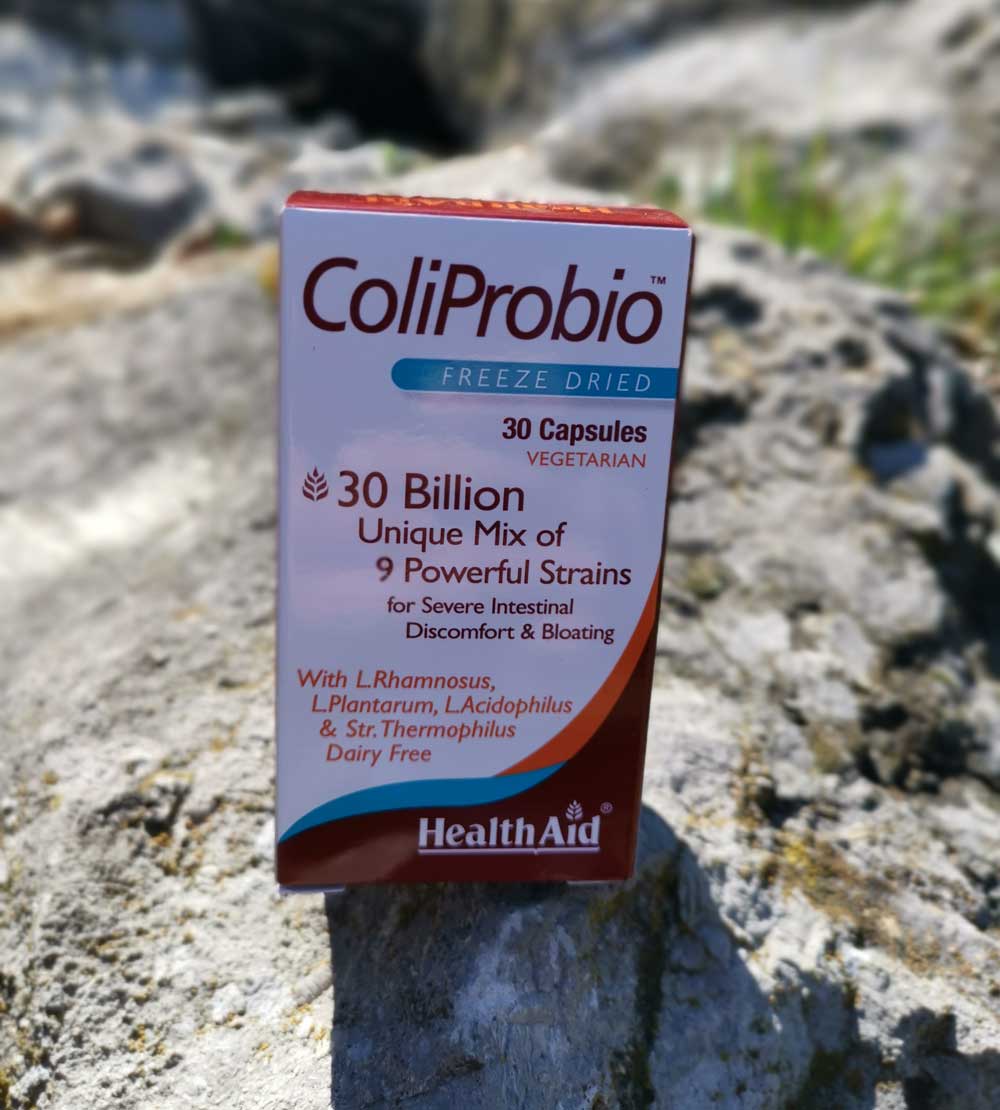 HealthAid
ColiProbio™
FREEZE DRIED
30 Capsules
VEGETARIAN
30 Billion
Unique Mix of
9 Powerful Strains
for Severe Intestinal
Discomfort & Bloating
With L.Rhamnosus,
L.Plantarum, L.Acidophilus
& Str. Thermophilus
Dairy Free
HealthAid®